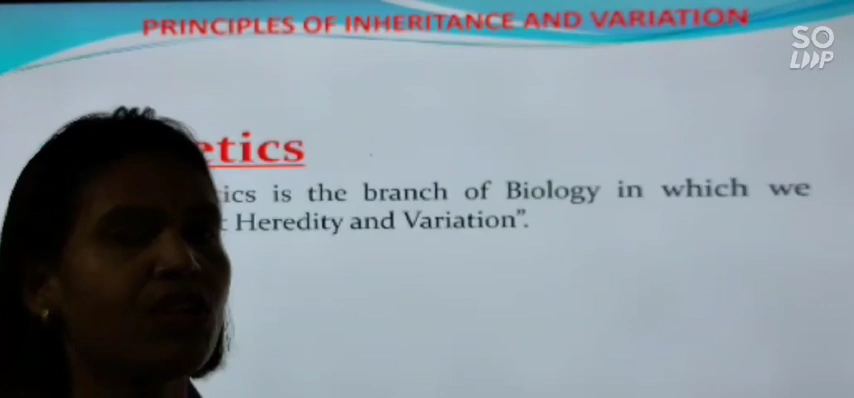 PRINCIPLES OF INHERITANCE AND VARIATION
SO
LP
etics
ics is the branch of Biology in which we
Heredity and Variation”.